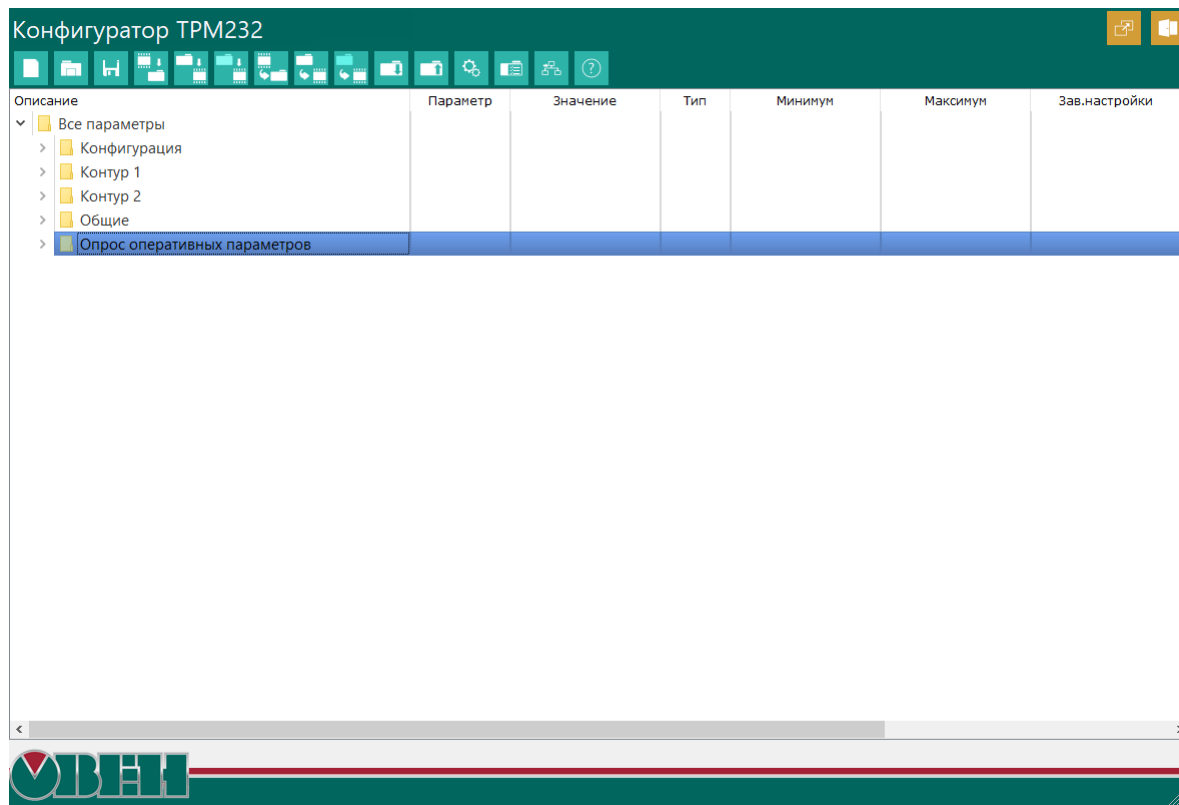 Конфигуратор ТРМ232
Описание Параметр Значение Тип Минимум Максимум Зав.настройки
Все параметры
Конфигурация
Контур 1
Контур 2
Общие
Опрос оперативных параметров
ОВЕН